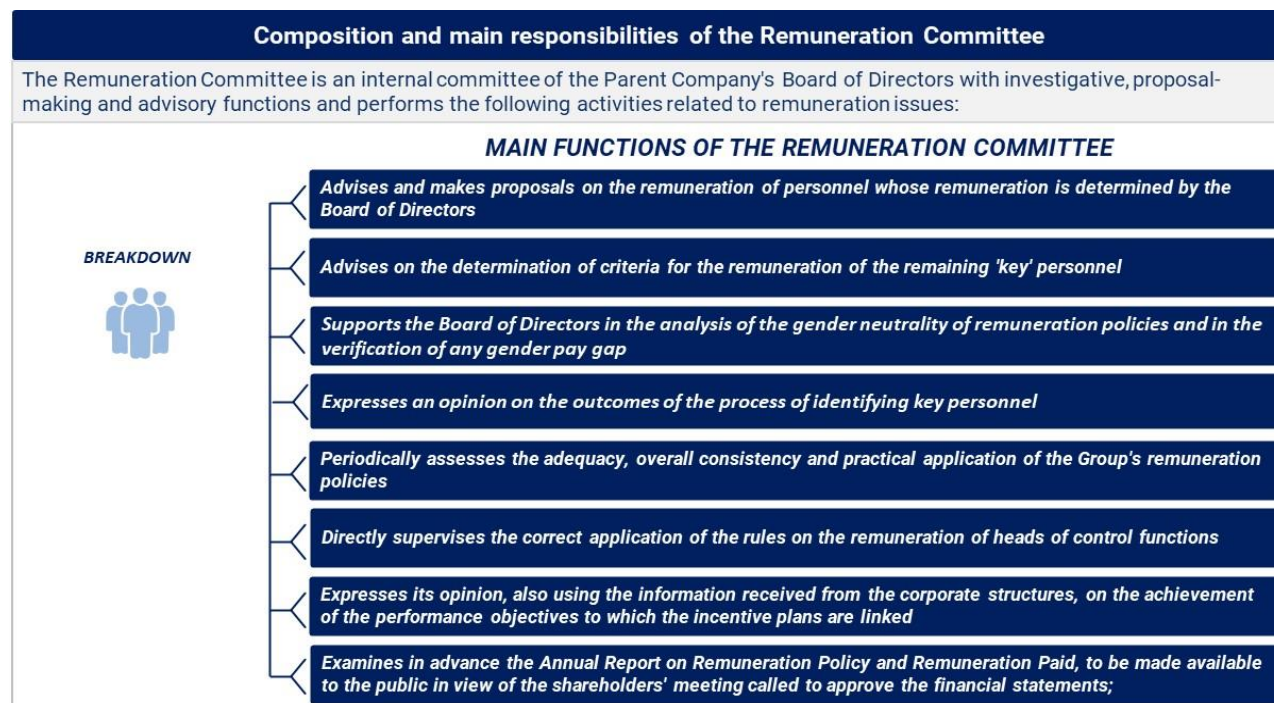 Composition and main responsibilities of the Remuneration Committee
The Remuneration Committee is an internal committee of the Parent Company's Board of Directors with investigative, proposal-
making and advisory functions and performs the following activities related to remuneration issues:
MAIN FUNCTIONS OF THE REMUNERATION COMMITTEE
Advises and makes proposals on the remuneration of personnel whose remuneration is determined by the
Board of Directors
BREAKDOWN
Advises on the determination of criteria for the remuneration of the remaining 'key' personnel
Supports the Board of Directors in the analysis of the gender neutrality of remuneration policies and in the
verification of any gender pay gap
Expresses an opinion on the outcomes of the process of identifying key personnel
Periodically assesses the adequacy, overall consistency and practical application of the Group's remuneration
policies
Directly supervises the correct application of the rules on the remuneration of heads of control functions
Expresses its opinion, also using the information received from the corporate structures, on the achievement
of the performance objectives to which the incentive plans are linked
Examines in advance the Annual Report on Remuneration Policy and Remuneration Paid, to be made available
to the public in view of the shareholders' meeting called to approve the financial statements;